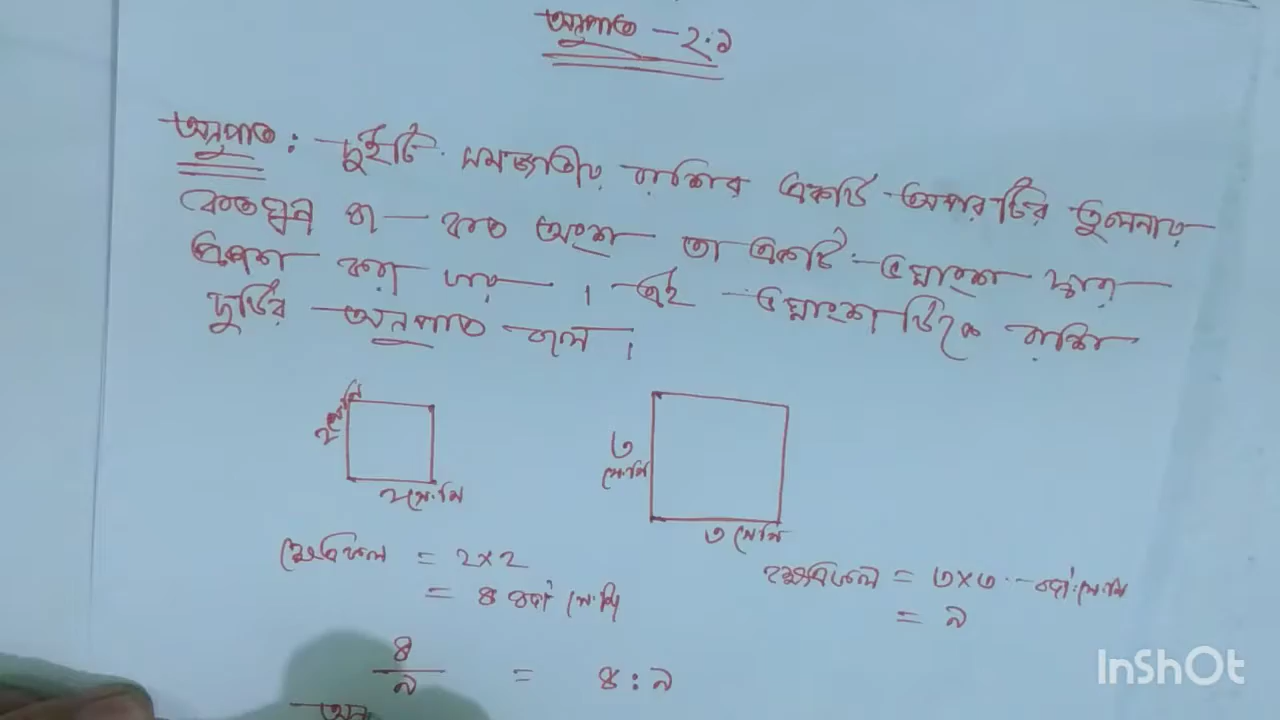 অনুপাত - ২.১
অনুপাত : দুইটি সমজাতীয় রাশির একটি অপরটির তুলনায়
কতগুন বা কত অংশ তা একটি ভগ্নাংশ দ্বারা
প্রকাশ করা যায় । এই ভগ্নাংশটিকে রাশি
দুটির অনুপাত বলে ।
২ সে.মি
২ সে.মি
৩
সে.মি
৩ সে.মি
ক্ষেত্রফল = ২×২
= ৪ বর্গ সে.মি
ক্ষেত্রফল = ৩×৩ বর্গ সে.মি
= ৯
৪
৯
= ৪ : ৯
InShOt